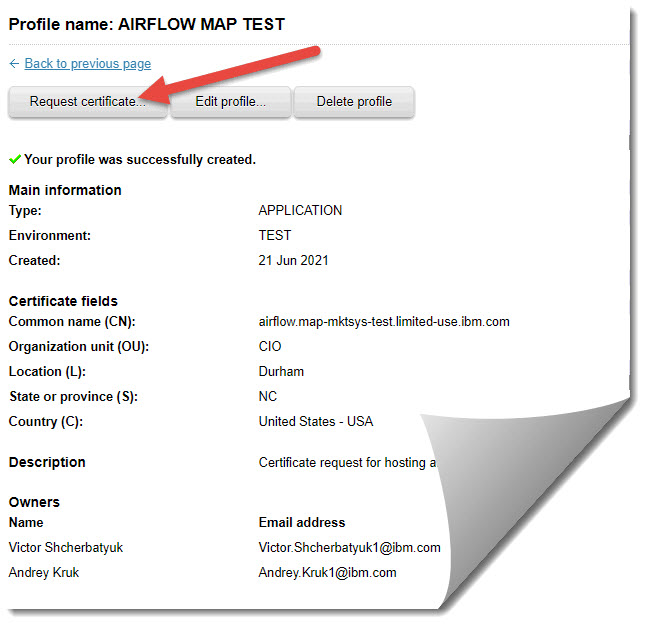 Profile name: AIRFLOW MAP TEST
← Back to previous page
Request certificate... Edit profile... Delete profile
Your profile was successfully created.
Main information
Type: APPLICATION
Environment: TEST
Created: 21 Jun 2021
Certificate fields
Common name (CN): airflow.map-mktsys-test.limited-use.ibm.com
Organization unit (OU): CIO
Location (L): Durham
State or province (S): NC
Country (C): United States - USA
Description Certificate request for hosting
Owners
Name Email address
Victor Shcherbatyuk Victor.Shcherbatyuk1@ibm.com
Andrey Kruk Andrey.Kruk1@ibm.com